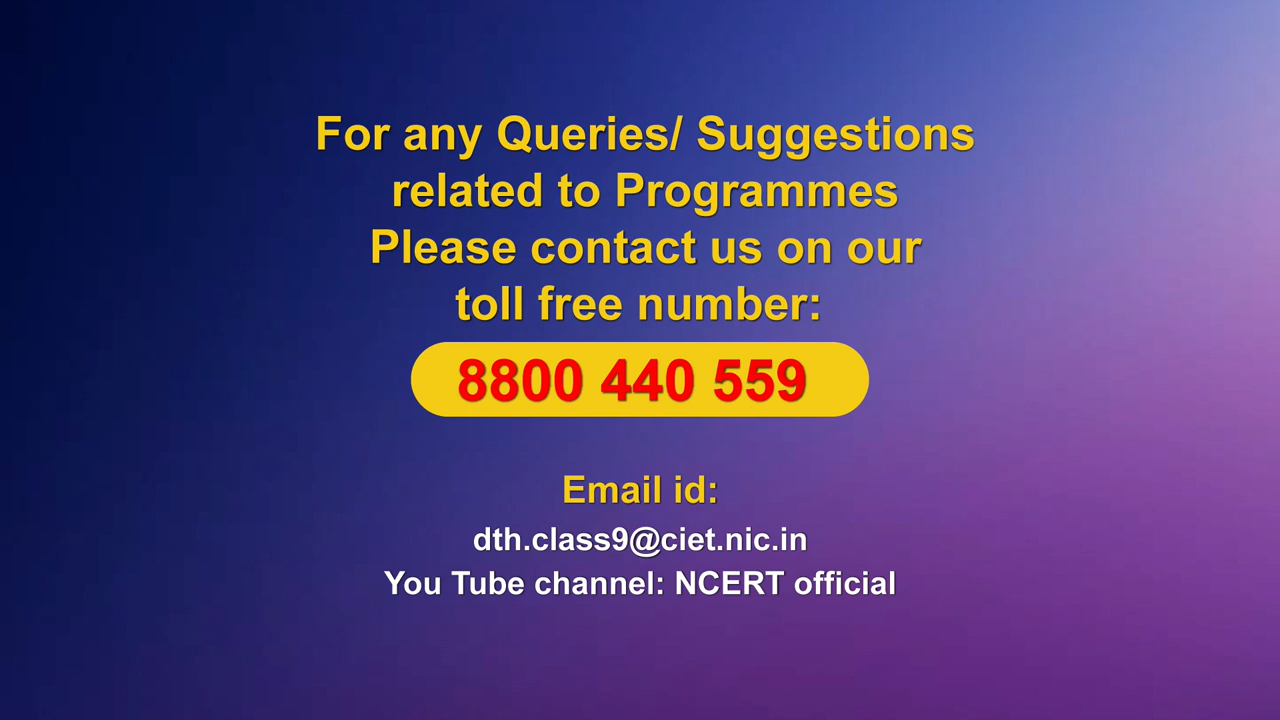 For any Queries/ Suggestions
related to Programmes
Please contact us on our
toll free number:
8800 440 559
Email id:
dth.class9@ciet.nic.in
You Tube channel: NCERT official